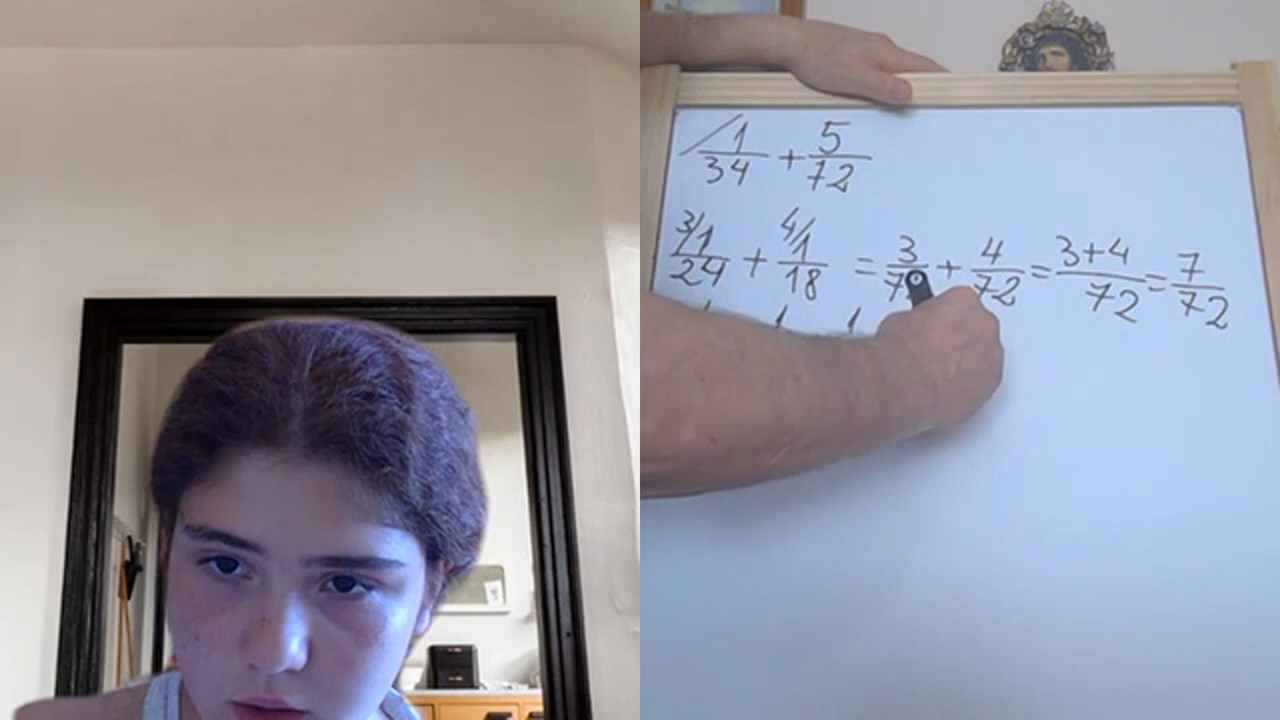 1/34 + 5/72
3/ 1/24 + 4/ 1/18 = 3/72 + 4/72 = 3+4/72 = 7/72